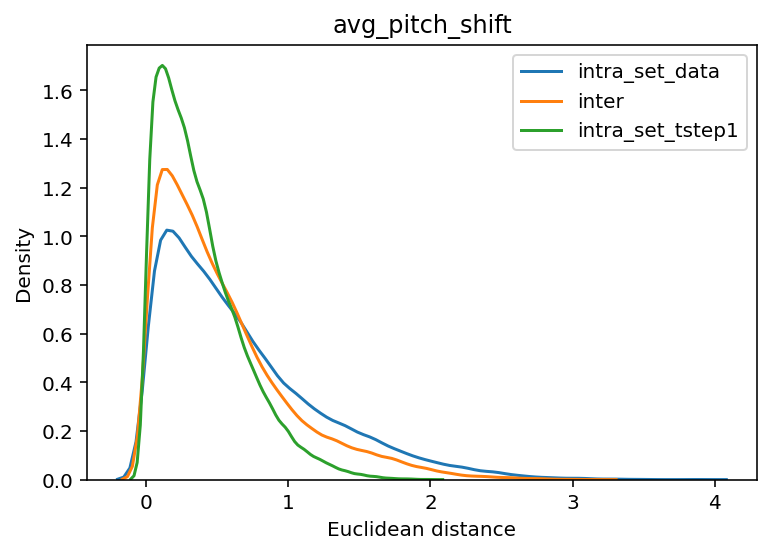 avg_pitch_shift
intra_set_data
inter
intra_set_tstep1
Density
1.6
1.4
1.2
1.0
0.8
0.6
0.4
0.2
0.0
0 1 2 3 4
Euclidean distance